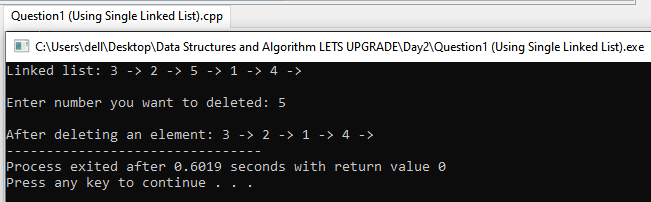 Question1 (Using Single Linked List).cpp
C:\Users\dell\Desktop\Data Structures and Algorithm LETS UPGRADE\Day2\Question1 (Using Single Linked List).exe
Linked list: 3 -> 2 -> 5 -> 1 -> 4 ->
Enter number you want to deleted: 5
After deleting an element: 3 -> 2 -> 1 -> 4 ->
--------------------------------
Process exited after 0.6019 seconds with return value 0
Press any key to continue . . .